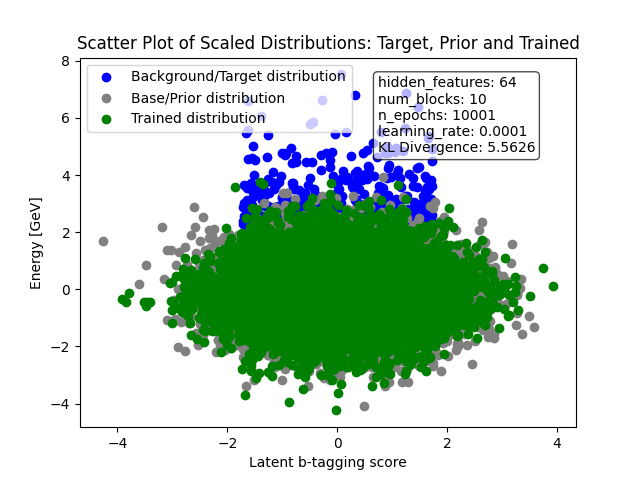 Scatter Plot of Scaled Distributions: Target, Prior and Trained
8
6
4
2
0
−2
−4
Energy [GeV]
Background/Target distribution
Base/Prior distribution
Trained distribution
hidden_features: 64
num_blocks: 10
n_epochs: 10001
learning_rate: 0.0001
KL Divergence: 5.5626
−4
−2
0
2
4
Latent b-tagging score